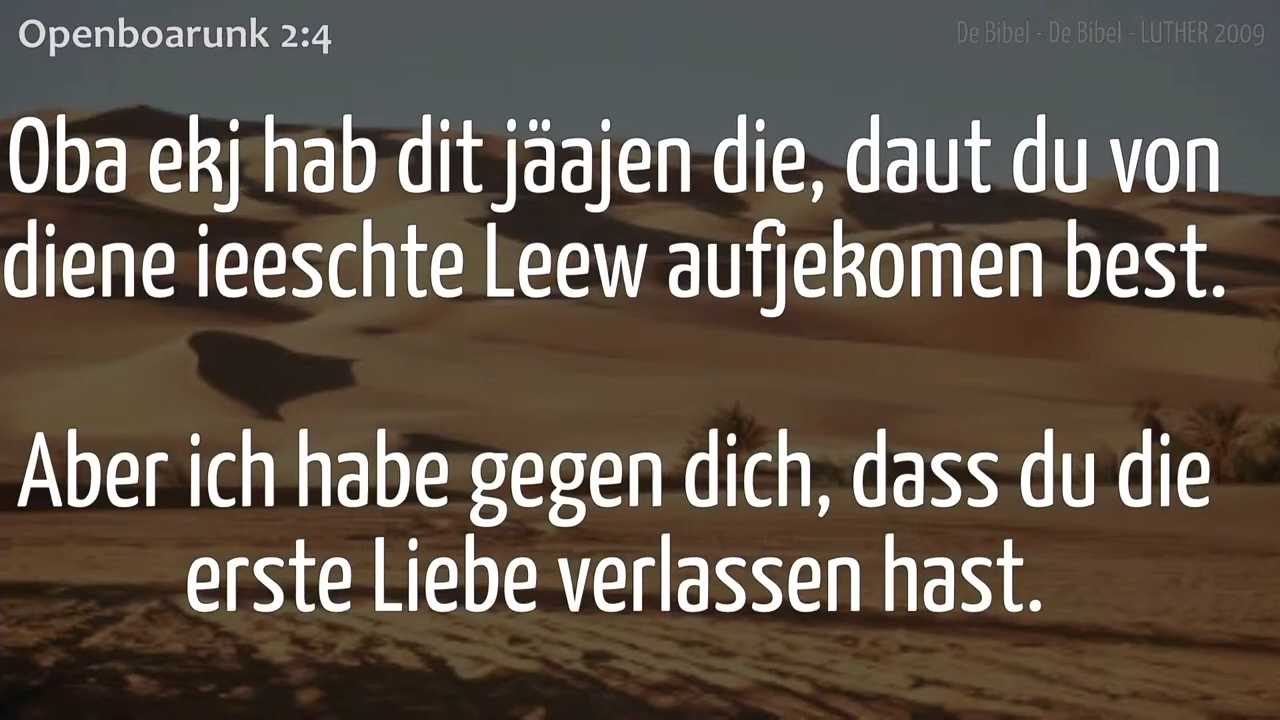 Openboarunk 2:4
De Bibel - De Bibel - LUTHER 2009
Oba ekj hab dit jäajen die, daut du von
diene ieeschte Leew aufjekomen best.
Aber ich habe gegen dich, dass du die
erste Liebe verlassen hast.